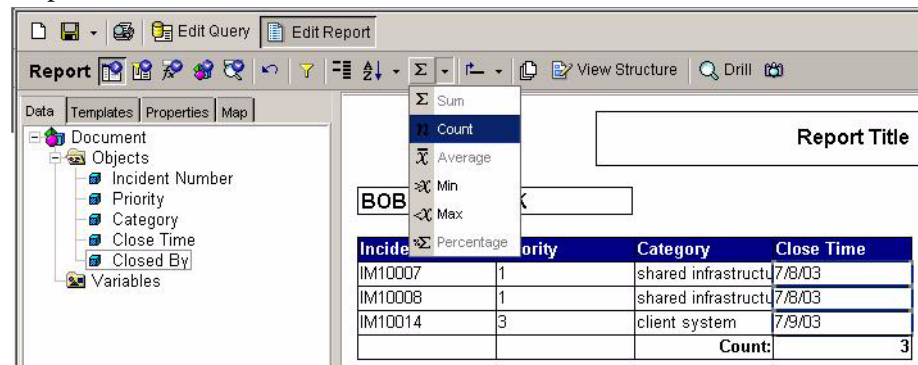 Edit Query Edit Report
Report View Structure Drill
Data Templates Properties Map
Document
Objects
Incident Number
Priority
Category
Close Time
Closed By
Variables
Σ Sum
n Count
x̄ Average
Min
Max
%Σ Percentage
Report Title
BOB
Category Close Time
IM10007 1 shared infrastructu 7/8/03
IM10008 1 shared infrastructu 7/8/03
IM10014 3 client system 7/9/03
Count: 3